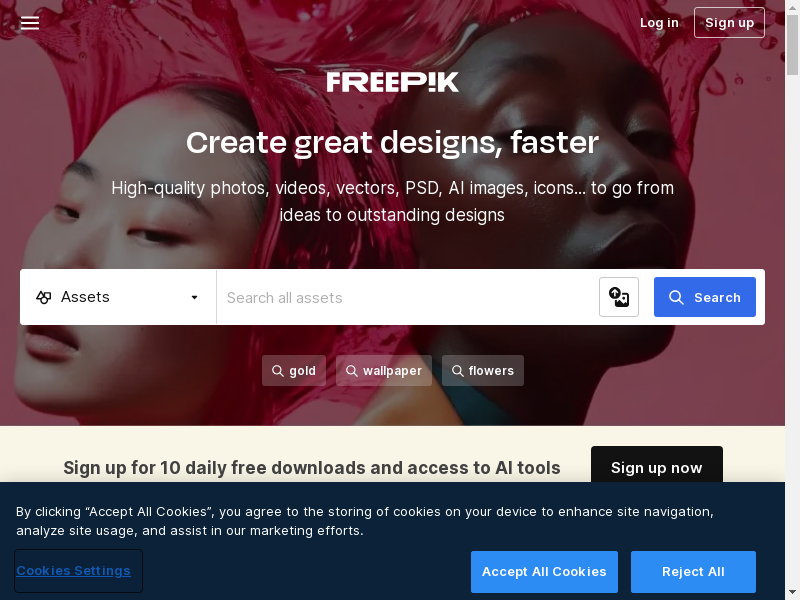 Log in
Sign up
FREEPIK
Create great designs, faster
High-quality photos, videos, vectors, PSD, AI images, icons... to go from
ideas to outstanding designs
Assets
Search all assets
Search
gold
wallpaper
flowers
Sign up for 10 daily free downloads and access to AI tools
Sign up now
By clicking “Accept All Cookies”, you agree to the storing of cookies on your device to enhance site navigation,
analyze site usage, and assist in our marketing efforts.
Cookies Settings
Accept All Cookies
Reject All